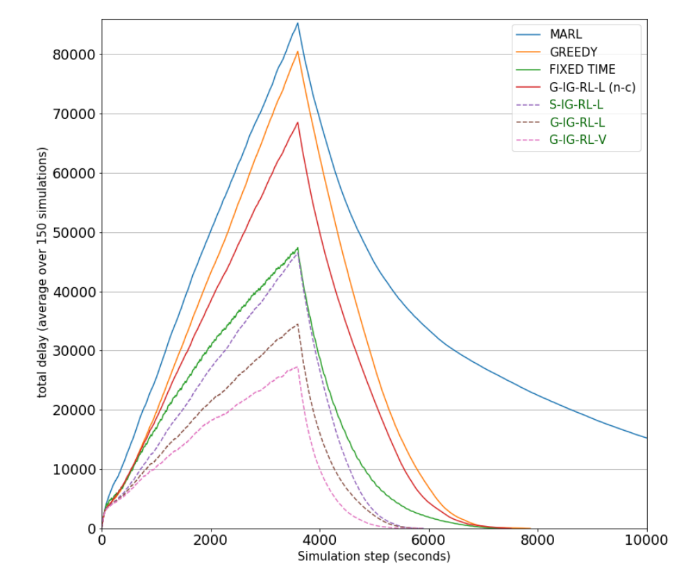 80000
70000
60000
50000
40000
30000
20000
10000
0
total delay (average over 150 simulations)
MARL
GREEDY
FIXED TIME
G-IG-RL-L (n-c)
S-IG-RL-L
G-IG-RL-L
G-IG-RL-V
0
2000
4000
6000
8000
10000
Simulation step (seconds)